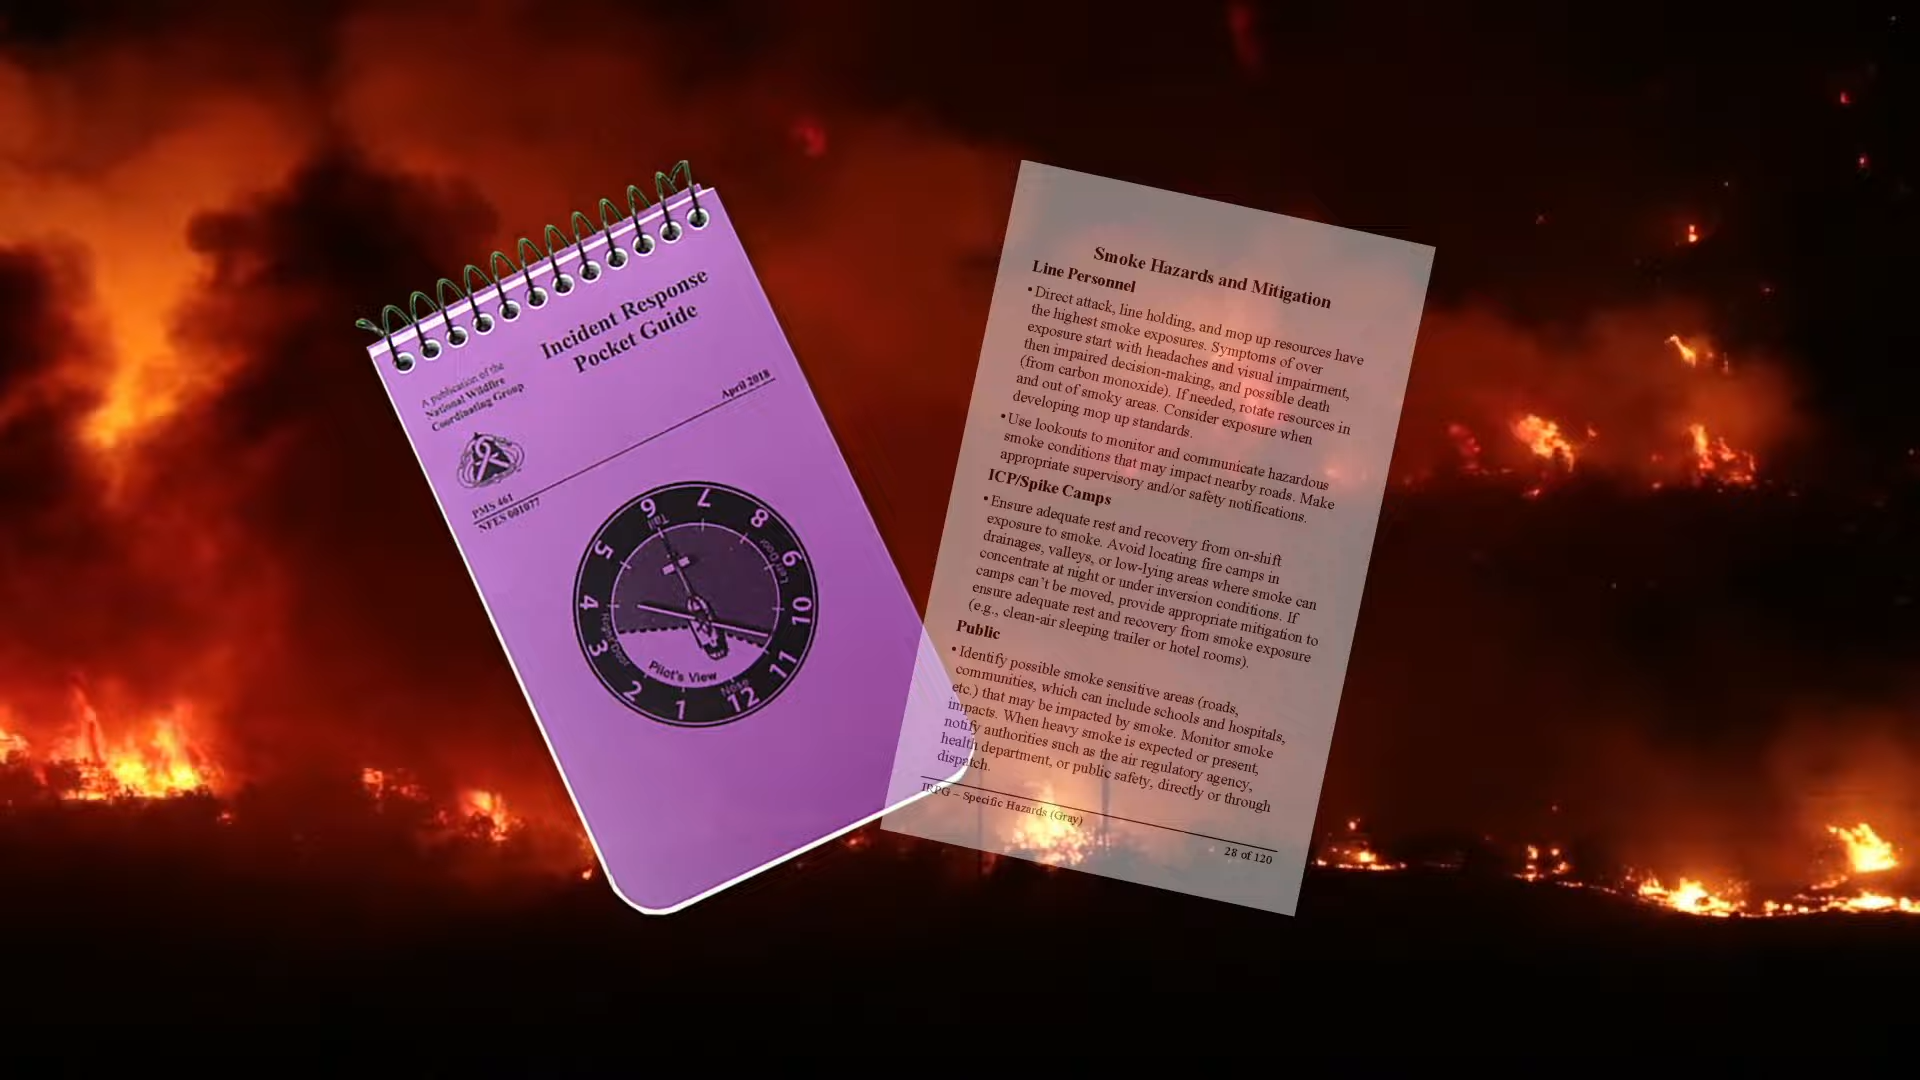 Incident Response
Pocket Guide
A publication of the
National Wildfire
Coordinating Group
April 2018
PMS 461
NFES 001077
6
7
8
9
10
11
12
1
2
3
4
5
Tail
Left Door
Nose
Right Door
Pilot's View
Smoke Hazards and Mitigation
Line Personnel
• Direct attack, line holding, and mop up resources have
the highest smoke exposures. Symptoms of over
exposure start with headaches and visual impairment,
then impaired decision-making, and possible death
(from carbon monoxide). If needed, rotate resources in
and out of smoky areas. Consider exposure when
developing mop up standards.
• Use lookouts to monitor and communicate hazardous
smoke conditions that may impact nearby roads. Make
appropriate supervisory and/or safety notifications.
ICP/Spike Camps
• Ensure adequate rest and recovery from on-shift
exposure to smoke. Avoid locating fire camps in
drainages, valleys, or low-lying areas where smoke can
concentrate at night or under inversion conditions. If
camps can't be moved, provide appropriate mitigation to
ensure adequate rest and recovery from smoke exposure
(e.g., clean-air sleeping trailer or hotel rooms).
Public
• Identify possible smoke sensitive areas (roads,
communities, which can include schools and hospitals,
etc.) that may be impacted by smoke. Monitor smoke
impacts. When heavy smoke is expected or present,
notify authorities such as the air regulatory agency,
health department, or public safety, directly or through
dispatch.
IRPG – Specific Hazards (Gray)
28 of 120